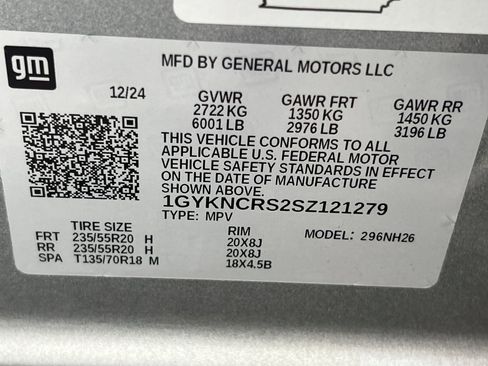 gm
MFD BY GENERAL MOTORS LLC
12/24
GVWR GAWR FRT GAWR RR
2722 KG 1350 KG 1450 KG
6001 LB 2976 LB 3196 LB
THIS VEHICLE CONFORMS TO ALL
APPLICABLE U.S. FEDERAL MOTOR
VEHICLE SAFETY STANDARDS IN EFFECT
ON THE DATE OF MANUFACTURE
SHOWN ABOVE.
1GYKNCRS2SZ121279
TYPE: MPV MODEL: 296NH26
TIRE SIZE RIM
FRT 235/55R20 H 20X8J
RR 235/55R20 H 20X8J
SPA T135/70R18 M 18X4.5B